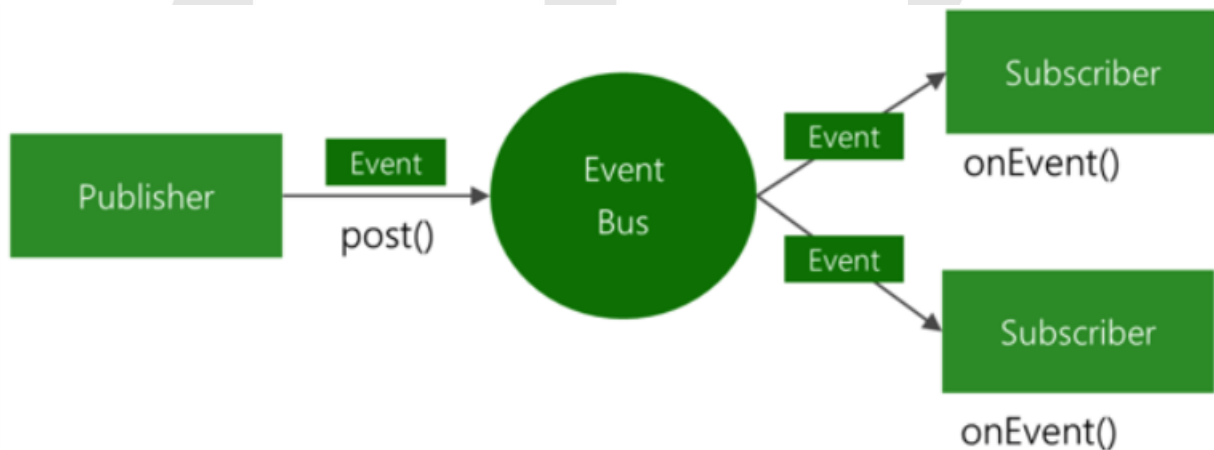 Publisher
Event
post()
Event
Bus
Event
Subscriber
onEvent()
Event
Subscriber
onEvent()